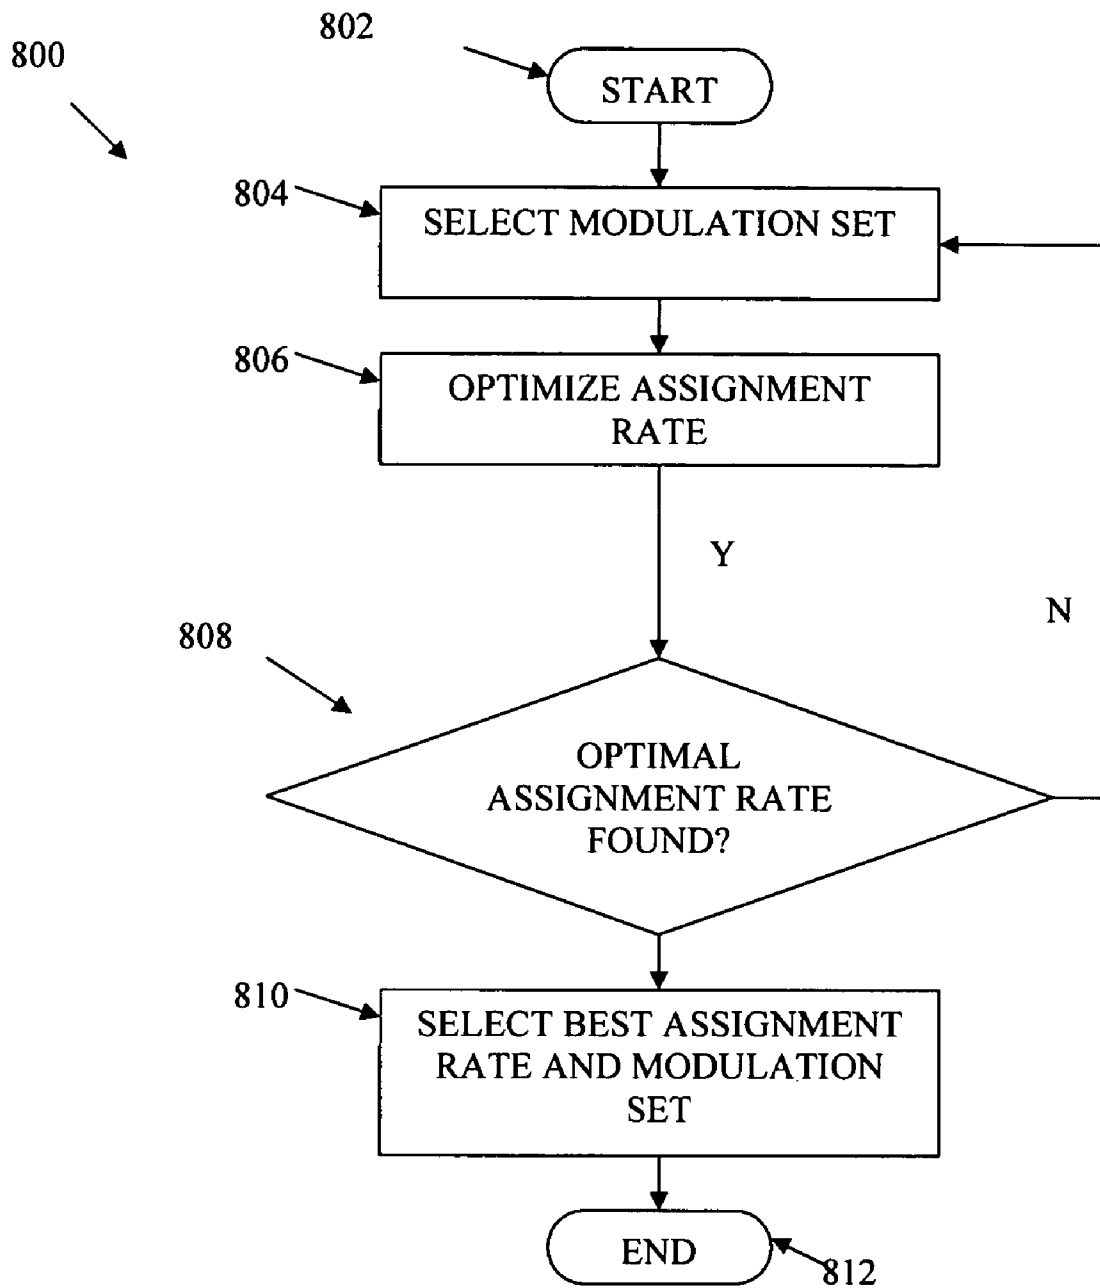 802
800
START
804
SELECT MODULATION SET
806
OPTIMIZE ASSIGNMENT
RATE
Y
N
808
OPTIMAL
ASSIGNMENT RATE
FOUND?
810
SELECT BEST ASSIGNMENT
RATE AND MODULATION
SET
END
812